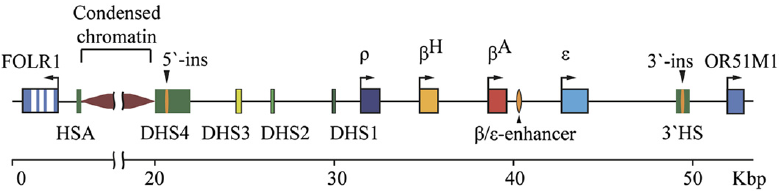 Condensed
chromatin
FOLR1 5`-ins ρ βH βA ε 3`-ins OR51M1
HSA DHS4 DHS3 DHS2 DHS1 β/ε-enhancer 3`HS
0 20 30 40 50 Kbp